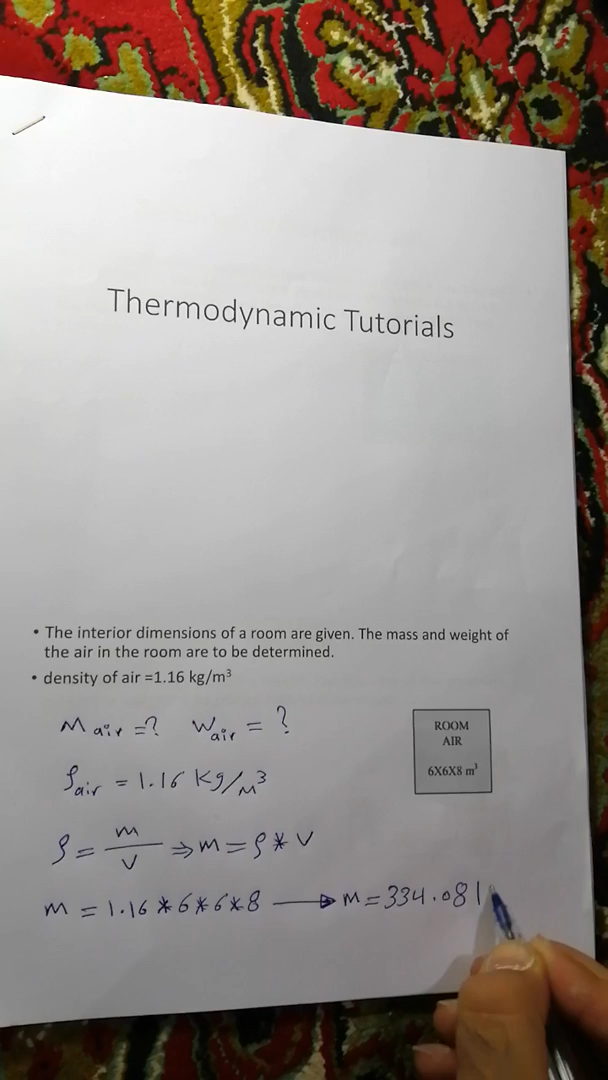 Thermodynamic Tutorials
• The interior dimensions of a room are given. The mass and weight of
the air in the room are to be determined.
• density of air =1.16 kg/m³
ROOM
AIR
6X6X8 m³
m air =? W air = ?
ρ air = 1.16 kg/m³
ρ = m/V ⇒ m = ρ * V
m = 1.16 * 6 * 6 * 8 → m = 334.08